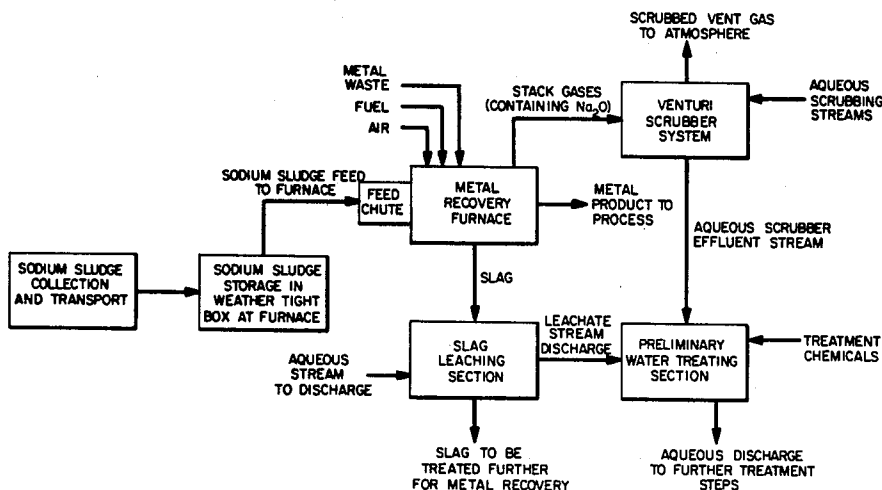 SCRUBBED VENT GAS
TO ATMOSPHERE
METAL
WASTE
FUEL
AIR
STACK GASES
(CONTAINING Na2O)
VENTURI
SCRUBBER
SYSTEM
AQUEOUS
SCRUBBING
STREAMS
SODIUM SLUDGE FEED
TO FURNACE
FEED
CHUTE
METAL
RECOVERY
FURNACE
METAL
PRODUCT TO
PROCESS
AQUEOUS SCRUBBER
EFFLUENT STREAM
SODIUM SLUDGE
COLLECTION
AND TRANSPORT
SODIUM SLUDGE
STORAGE IN
WEATHER TIGHT
BOX AT FURNACE
SLAG
AQUEOUS
STREAM
TO DISCHARGE
SLAG
LEACHING
SECTION
LEACHATE
STREAM
DISCHARGE
PRELIMINARY
WATER TREATING
SECTION
TREATMENT
CHEMICALS
SLAG TO BE
TREATED FURTHER
FOR METAL RECOVERY
AQUEOUS DISCHARGE
TO FURTHER TREATMENT
STEPS